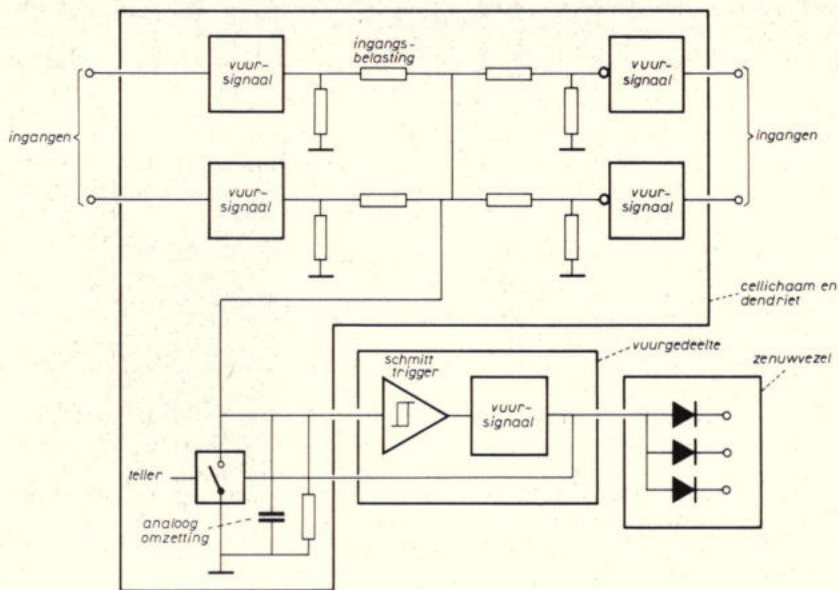 vuur-
signaal
ingangs-
belasting
vuur-
signaal
ingangen
ingangen
vuur-
signaal
vuur-
signaal
cellichaam en
dendriet
schmitt
trigger
vuurgedeelte
zenuwvezel
vuur-
signaal
teller
analoog
omzetting